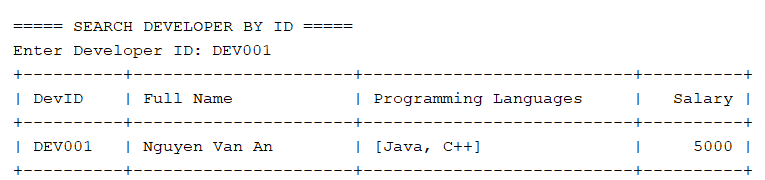 ===== SEARCH DEVELOPER BY ID =====
Enter Developer ID: DEV001
+----------+----------------------+---------------------------+----------+
| DevID    | Full Name            | Programming Languages     |   Salary |
+----------+----------------------+---------------------------+----------+
| DEV001   | Nguyen Van An        | [Java, C++]               |     5000 |
+----------+----------------------+---------------------------+----------+